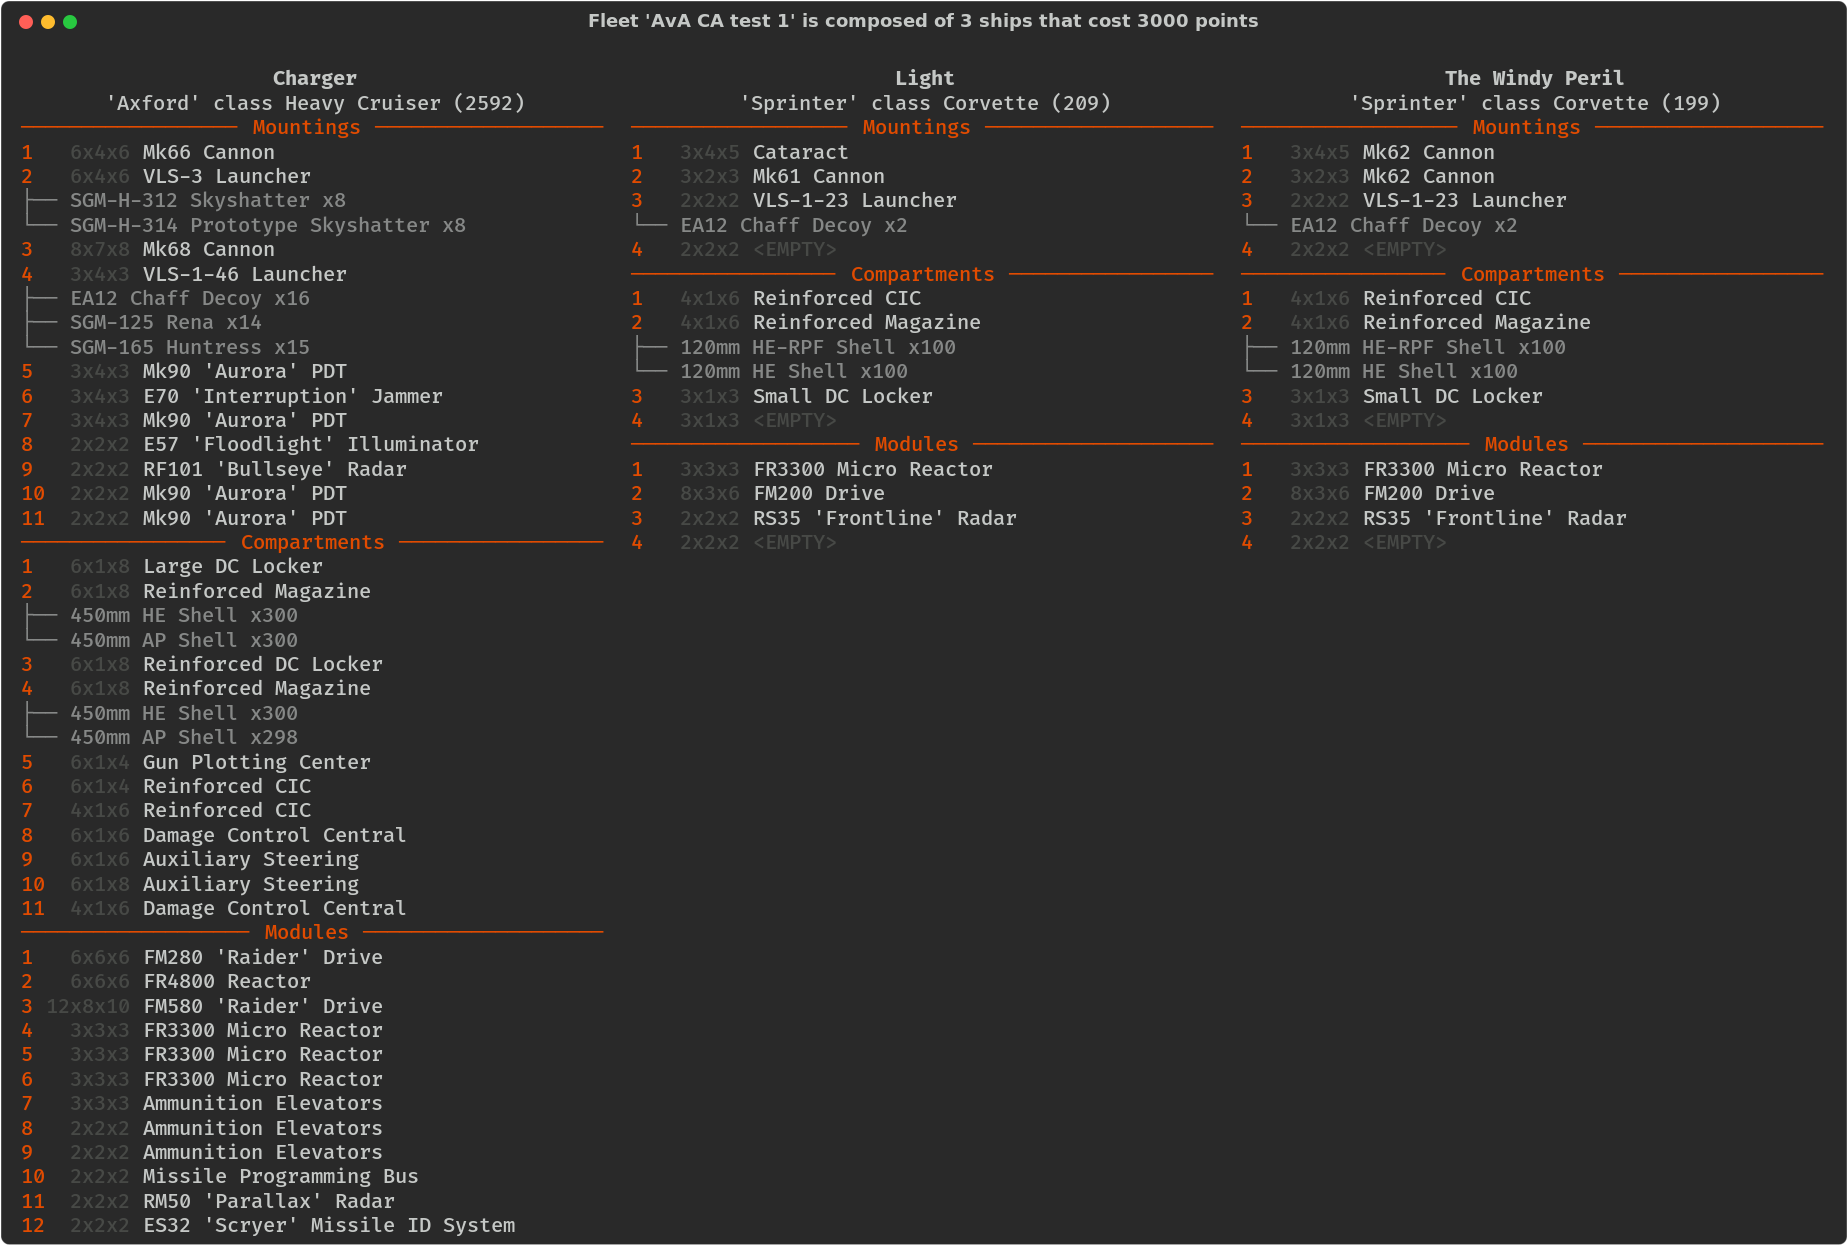 Fleet 'AvA CA test 1' is composed of 3 ships that cost 3000 points
Charger
'Axford' class Heavy Cruiser (2592)
Mountings
1 6x4x6 Mk66 Cannon
2 6x4x6 VLS-3 Launcher
SGM-H-312 Skyshatter x8
SGM-H-314 Prototype Skyshatter x8
3 8x7x8 Mk68 Cannon
4 3x4x3 VLS-1-46 Launcher
EA12 Chaff Decoy x16
SGM-125 Rena x14
SGM-165 Huntress x15
5 3x4x3 Mk90 'Aurora' PDT
6 3x4x3 E70 'Interruption' Jammer
7 3x4x3 Mk90 'Aurora' PDT
8 2x2x2 E57 'Floodlight' Illuminator
9 2x2x2 RF101 'Bullseye' Radar
10 2x2x2 Mk90 'Aurora' PDT
11 2x2x2 Mk90 'Aurora' PDT
Compartments
1 6x1x8 Large DC Locker
2 6x1x8 Reinforced Magazine
450mm HE Shell x300
450mm AP Shell x300
3 6x1x8 Reinforced DC Locker
4 6x1x8 Reinforced Magazine
450mm HE Shell x300
450mm AP Shell x298
5 6x1x4 Gun Plotting Center
6 6x1x4 Reinforced CIC
7 4x1x6 Reinforced CIC
8 6x1x6 Damage Control Central
9 6x1x6 Auxiliary Steering
10 6x1x8 Auxiliary Steering
11 4x1x6 Damage Control Central
Modules
1 6x6x6 FM280 'Raider' Drive
2 6x6x6 FR4800 Reactor
3 12x8x10 FM580 'Raider' Drive
4 3x3x3 FR3300 Micro Reactor
5 3x3x3 FR3300 Micro Reactor
6 3x3x3 FR3300 Micro Reactor
7 3x3x3 Ammunition Elevators
8 2x2x2 Ammunition Elevators
9 2x2x2 Ammunition Elevators
10 2x2x2 Missile Programming Bus
11 2x2x2 RM50 'Parallax' Radar
12 2x2x2 ES32 'Scryer' Missile ID System
Light
'Sprinter' class Corvette (209)
Mountings
1 3x4x5 Cataract
2 3x2x3 Mk61 Cannon
3 2x2x2 VLS-1-23 Launcher
EA12 Chaff Decoy x2
4 2x2x2 <EMPTY>
Compartments
1 4x1x6 Reinforced CIC
2 4x1x6 Reinforced Magazine
120mm HE-RPF Shell x100
120mm HE Shell x100
3 3x1x3 Small DC Locker
4 3x1x3 <EMPTY>
Modules
1 3x3x3 FR3300 Micro Reactor
2 8x3x6 FM200 Drive
3 2x2x2 RS35 'Frontline' Radar
4 2x2x2 <EMPTY>
The Windy Peril
'Sprinter' class Corvette (199)
Mountings
1 3x4x5 Mk62 Cannon
2 3x2x3 Mk62 Cannon
3 2x2x2 VLS-1-23 Launcher
EA12 Chaff Decoy x2
4 2x2x2 <EMPTY>
Compartments
1 4x1x6 Reinforced CIC
2 4x1x6 Reinforced Magazine
120mm HE-RPF Shell x100
120mm HE Shell x100
3 3x1x3 Small DC Locker
4 3x1x3 <EMPTY>
Modules
1 3x3x3 FR3300 Micro Reactor
2 8x3x6 FM200 Drive
3 2x2x2 RS35 'Frontline' Radar
4 2x2x2 <EMPTY>